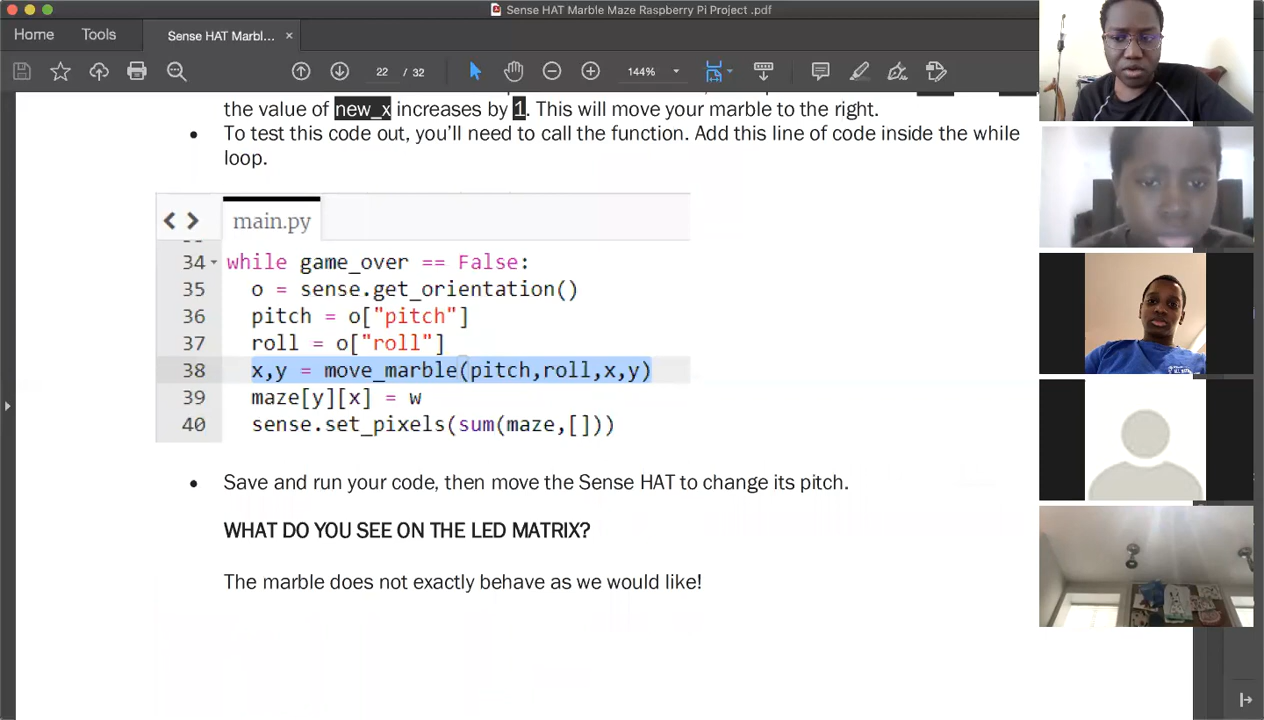 Sense HAT Marble Maze Raspberry Pi Project .pdf
Home Tools Sense HAT Marbl... ×
22 / 32 144%
the value of new_x increases by 1. This will move your marble to the right.
• To test this code out, you'll need to call the function. Add this line of code inside the while
loop.
main.py
34 while game_over == False:
35 o = sense.get_orientation()
36 pitch = o["pitch"]
37 roll = o["roll"]
38 x,y = move_marble(pitch,roll,x,y)
39 maze[y][x] = w
40 sense.set_pixels(sum(maze,[]))
• Save and run your code, then move the Sense HAT to change its pitch.
WHAT DO YOU SEE ON THE LED MATRIX?
The marble does not exactly behave as we would like!